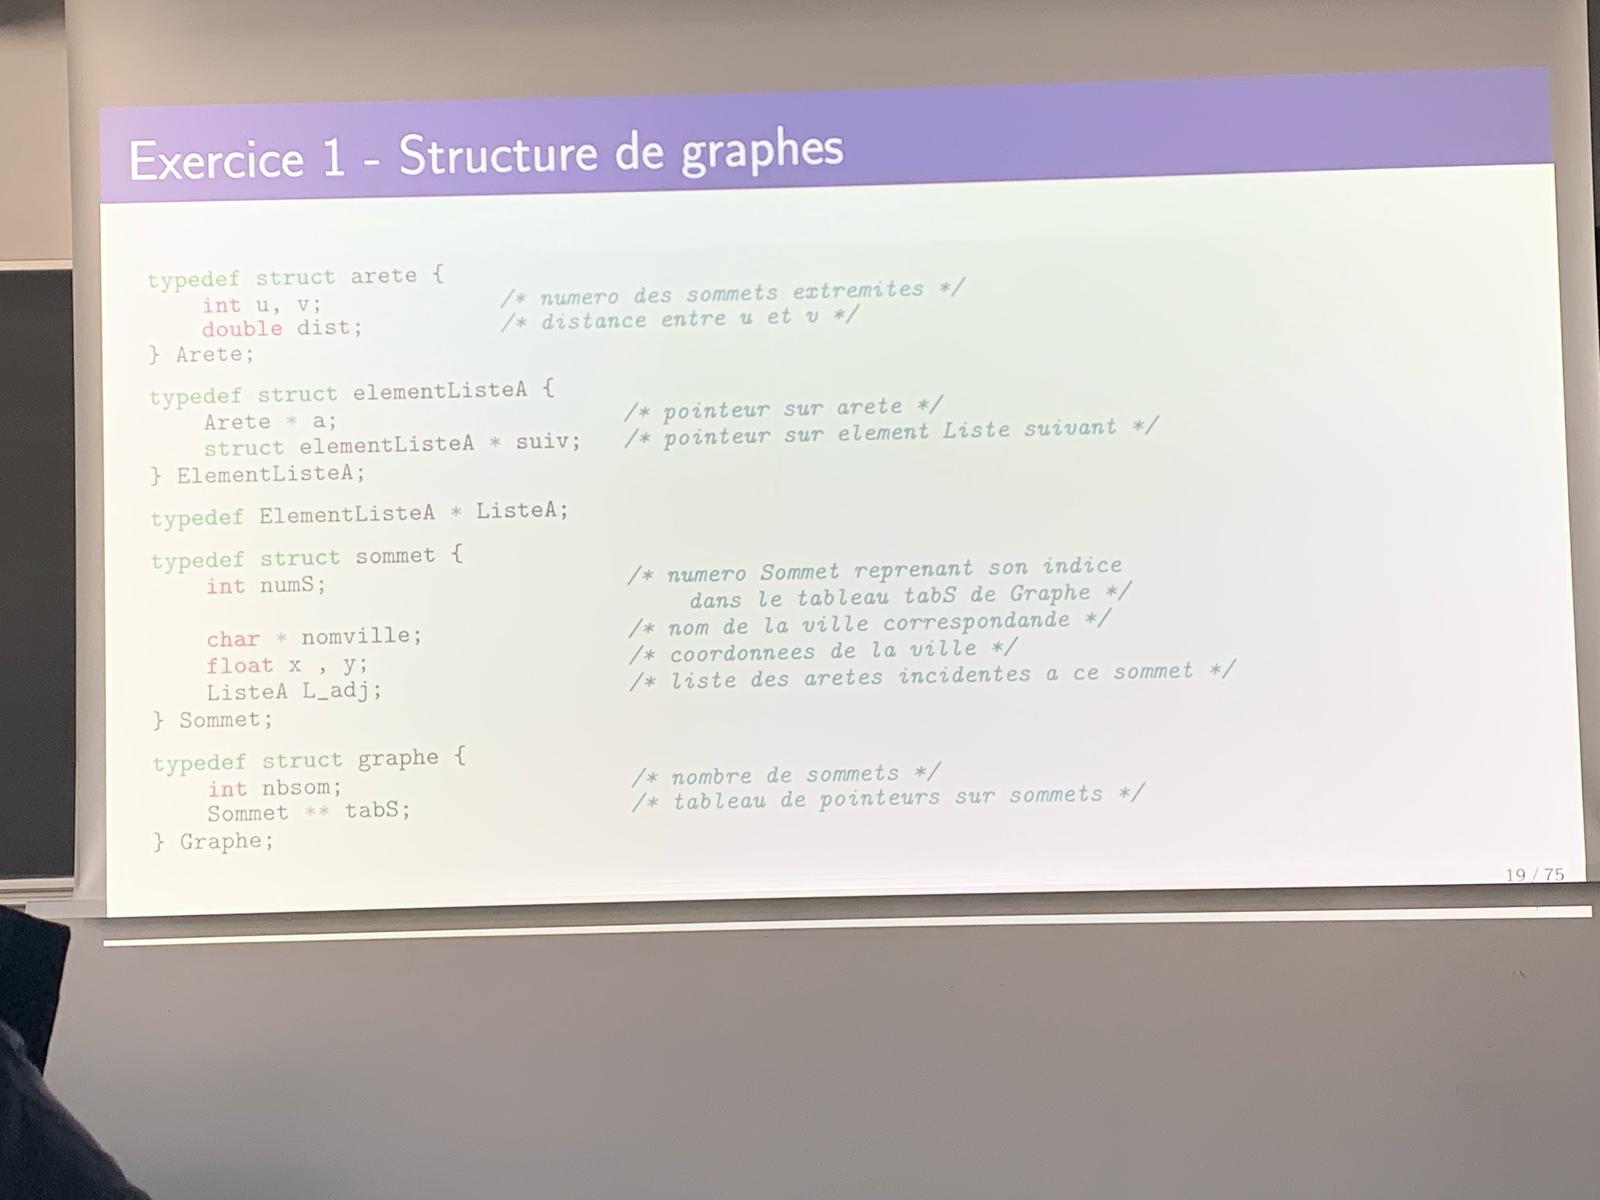 Exercice 1 - Structure de graphes
typedef struct arete {
int u, v; /* numero des sommets extremites */
double dist; /* distance entre u et v */
} Arete;
typedef struct elementListeA {
Arete * a; /* pointeur sur arete */
struct elementListeA * suiv; /* pointeur sur element Liste suivant */
} ElementListeA;
typedef ElementListeA * ListeA;
typedef struct sommet {
int numS; /* numero Sommet reprenant son indice
dans le tableau tabS de Graphe */
char * nomville; /* nom de la ville correspondande */
float x , y; /* coordonnees de la ville */
ListeA L_adj; /* liste des aretes incidentes a ce sommet */
} Sommet;
typedef struct graphe {
int nbsom; /* nombre de sommets */
Sommet ** tabS; /* tableau de pointeurs sur sommets */
} Graphe;
19 / 75